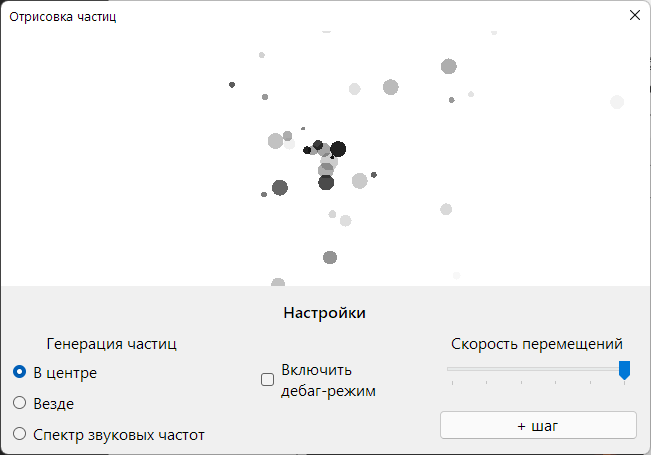 Отрисовка частиц
Настройки
Генерация частиц
В центре
Везде
Спектр звуковых частот
Включить
дебаг-режим
Скорость перемещений
+ шаг